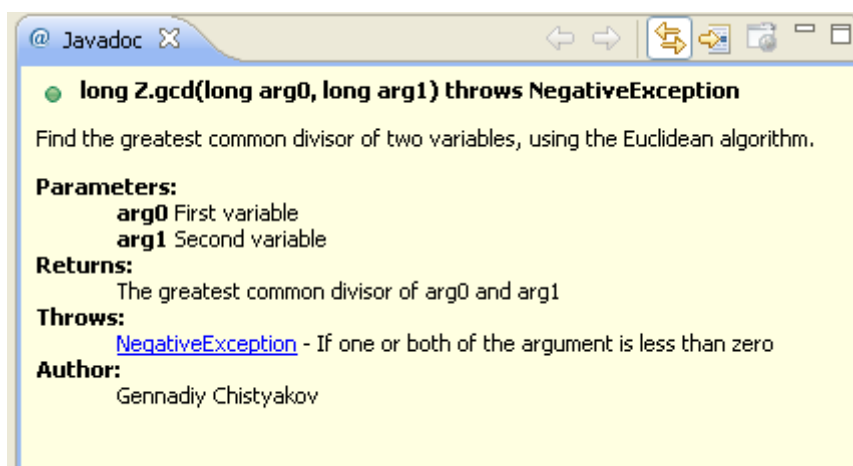 @ Javadoc
long Z.gcd(long arg0, long arg1) throws NegativeException
Find the greatest common divisor of two variables, using the Euclidean algorithm.
Parameters:
arg0 First variable
arg1 Second variable
Returns:
The greatest common divisor of arg0 and arg1
Throws:
NegativeException - If one or both of the argument is less than zero
Author:
Gennadiy Chistyakov